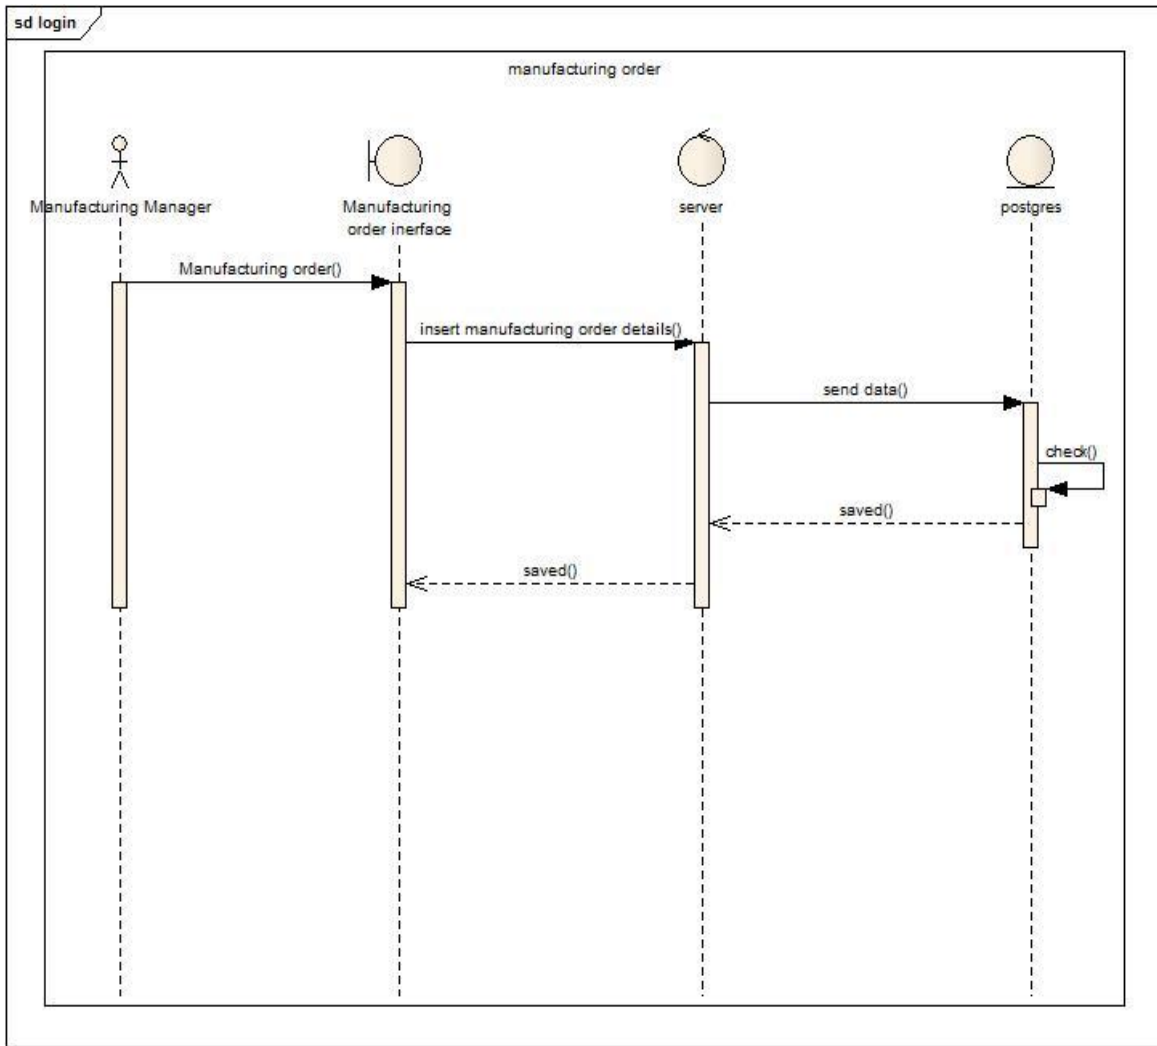 sd login
manufacturing order
Manufacturing Manager
Manufacturing
order inerface
server
postgres
Manufacturing order()
insert manufacturing order details()
send data()
check()
saved()
saved()